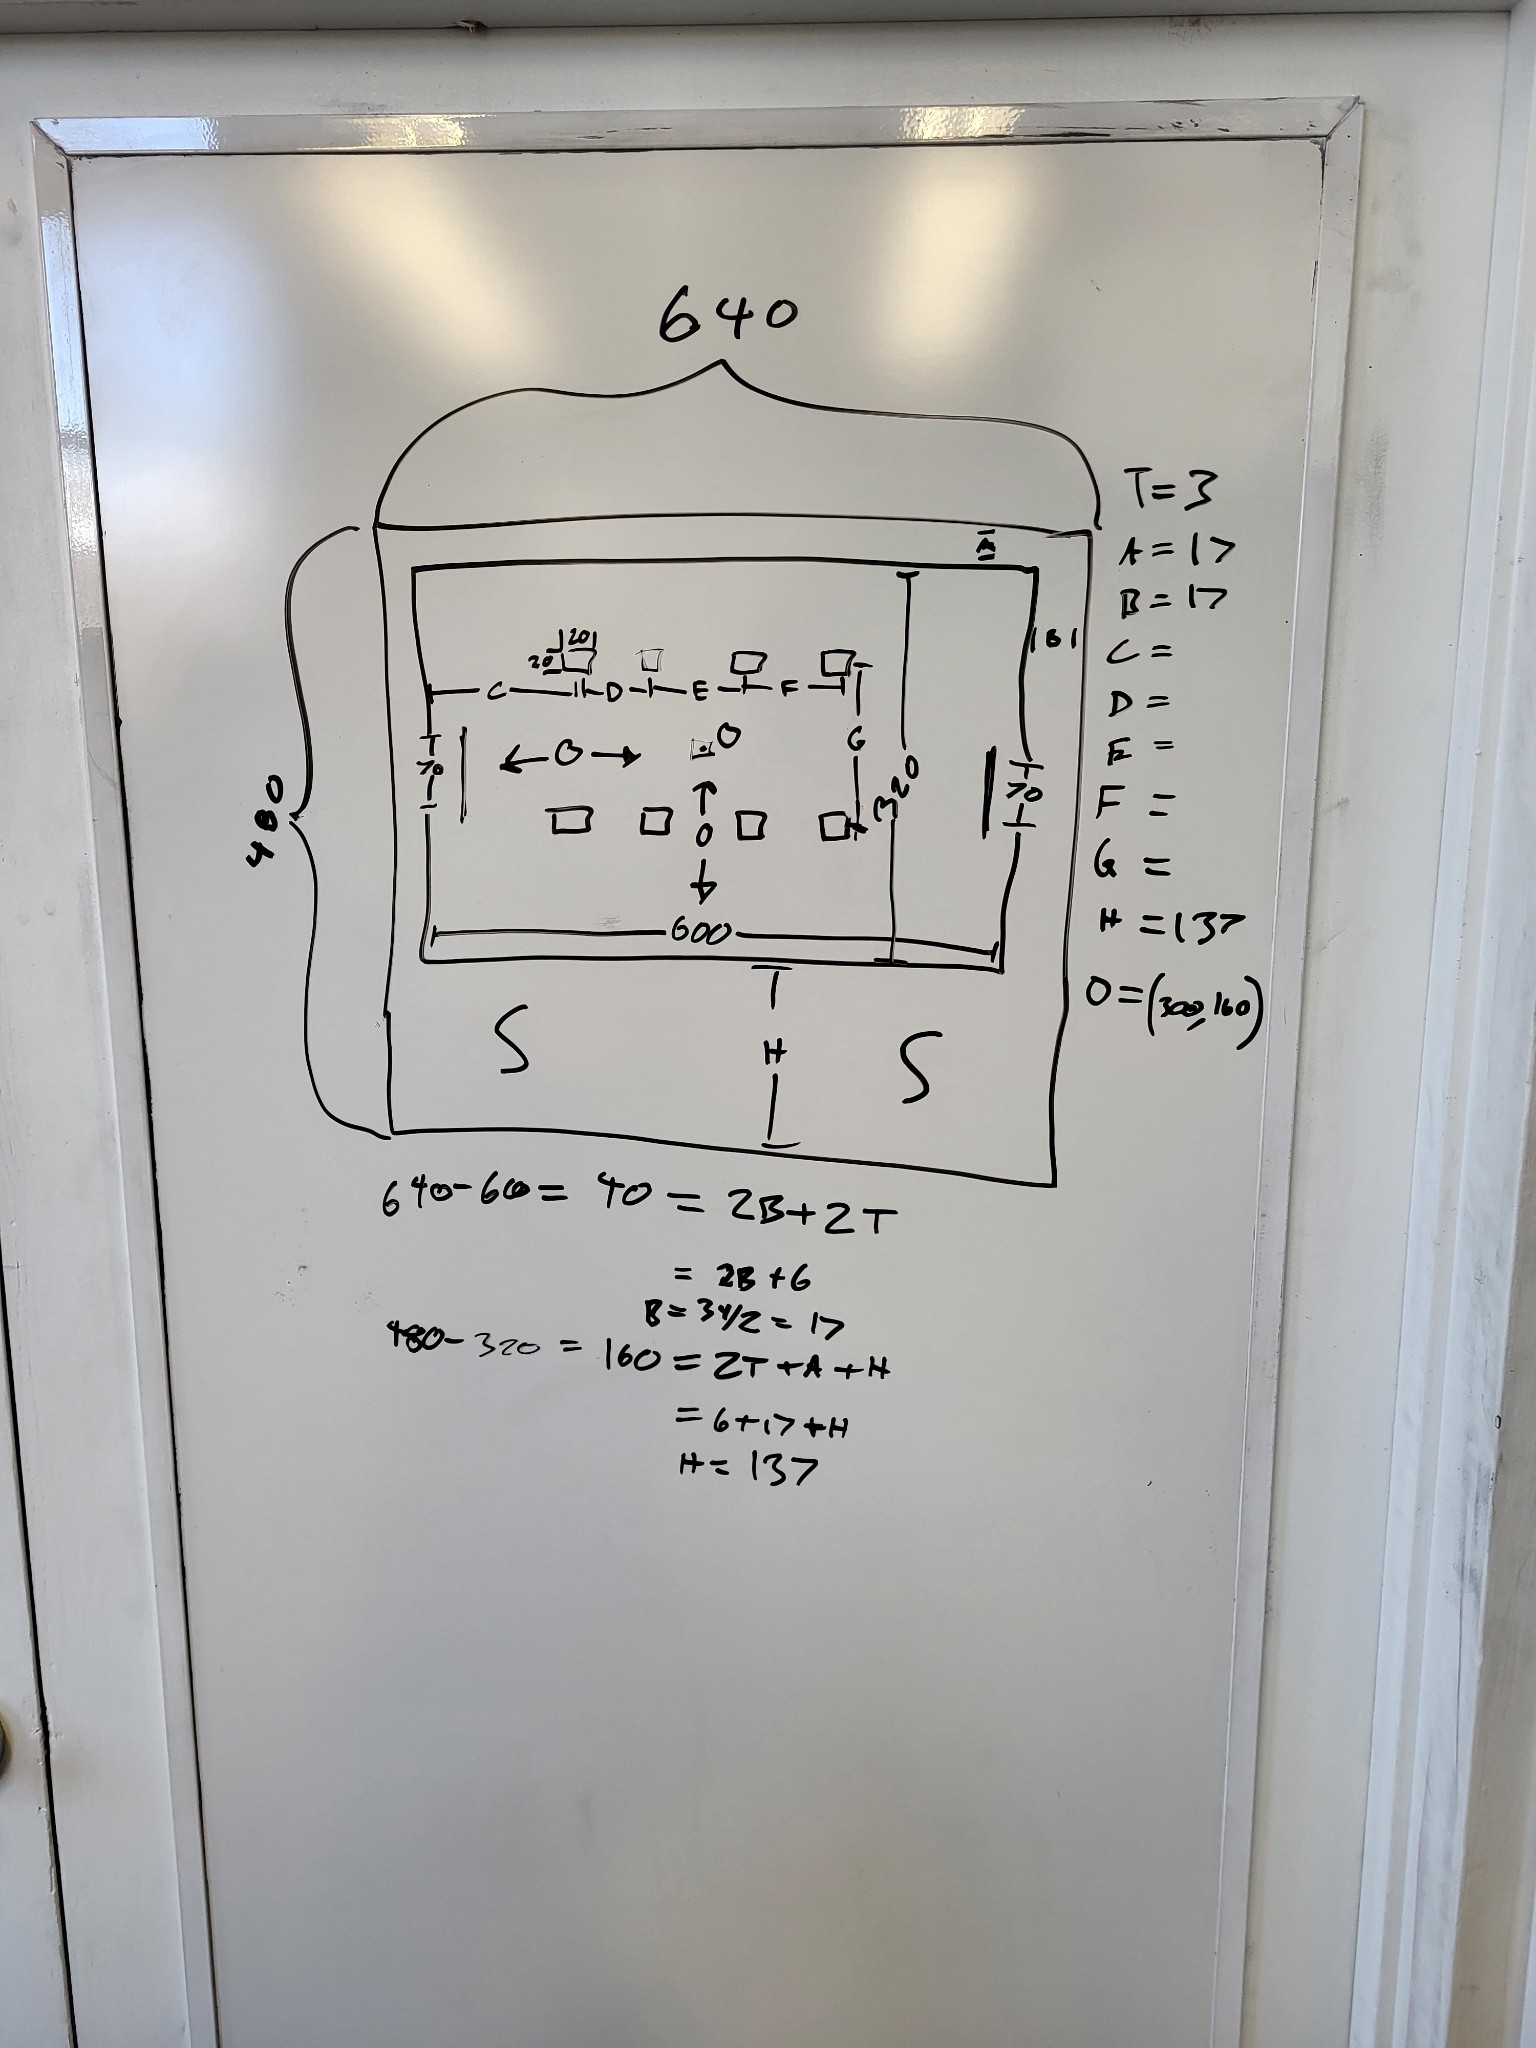 640
T=3
A=17
B=17
C=
D=
E=
F=
G=
H=137
O=(300,160)
480
A
|B|
20
20
C D E F
G
320
70
O
O
O
70
600
S
H
S
640-600= 40 = 2B+2T
= 2B+6
B=34/2=17
480-320 = 160=2T+A+H
=6+17+H
H=137